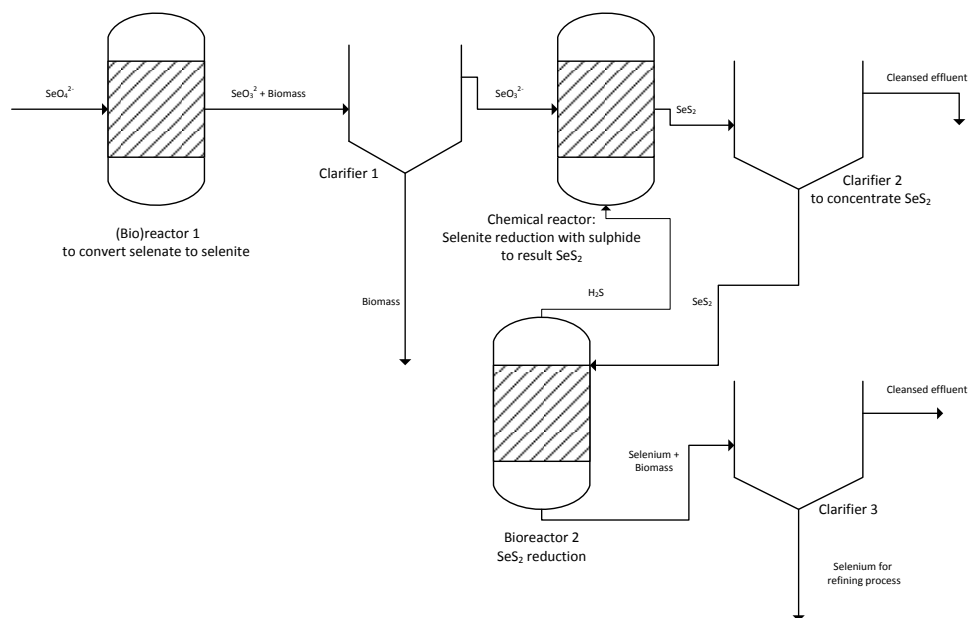 SeO₄²⁻
SeO₃² + Biomass
SeO₃²⁻
SeS₂
Cleansed effluent
Clarifier 1
Clarifier 2
to concentrate SeS₂
(Bio)reactor 1
to convert selenate to selenite
Chemical reactor:
Selenite reduction with sulphide
to result SeS₂
Biomass
H₂S
SeS₂
Cleansed effluent
Selenium +
Biomass
Clarifier 3
Bioreactor 2
SeS₂ reduction
Selenium for
refining process